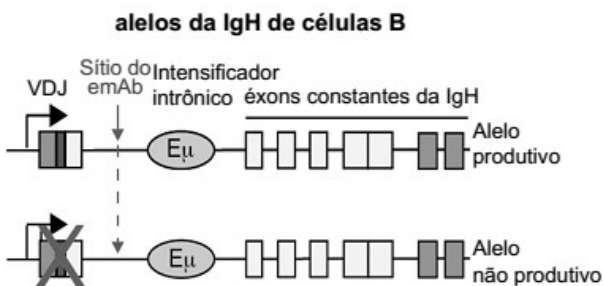 alelos da IgH de células B
VDJ
Sítio do
emAb
Intensificador
intrônico
éxons constantes da IgH
Eμ
Alelo
produtivo
Eμ
Alelo
não produtivo